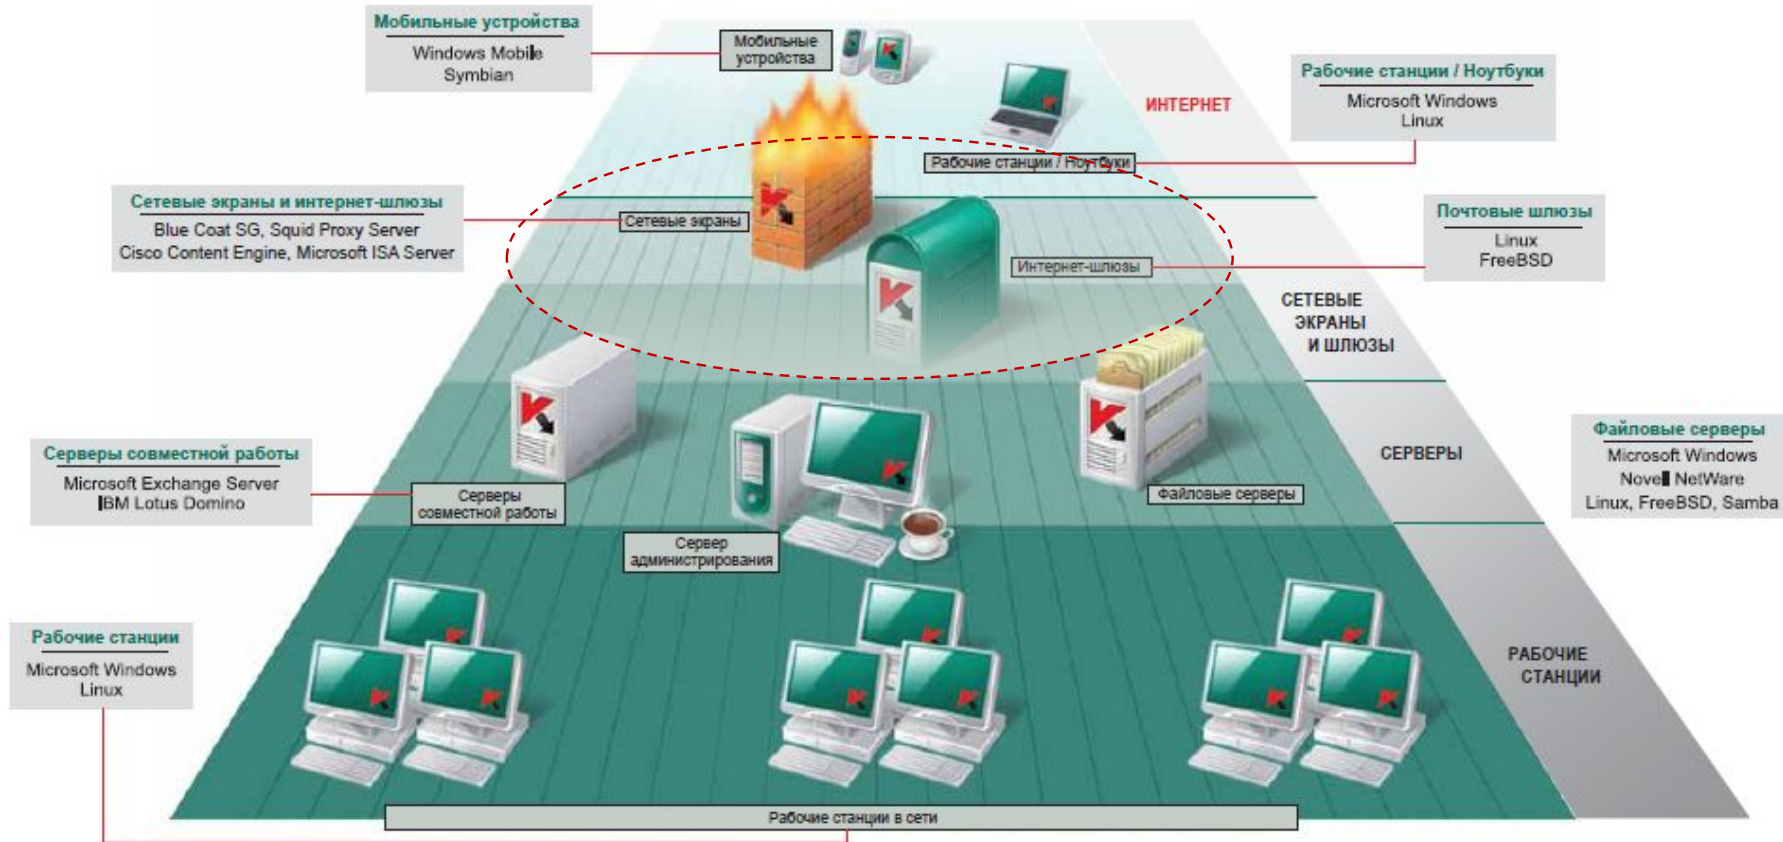 Мобильные устройства
Windows Mobile
Symbian
Мобильные
устройства
ИНТЕРНЕТ
Рабочие станции / Ноутбуки
Microsoft Windows
Linux
Рабочие станции / Ноутбуки
Сетевые экраны и интернет-шлюзы
Blue Coat SG, Squid Proxy Server
Cisco Content Engine, Microsoft ISA Server
Сетевые экраны
Интернет-шлюзы
Почтовые шлюзы
Linux
FreeBSD
СЕТЕВЫЕ
ЭКРАНЫ
И ШЛЮЗЫ
Серверы совместной работы
Microsoft Exchange Server
IBM Lotus Domino
Серверы
совместной работы
Сервер
администрирования
Файловые серверы
СЕРВЕРЫ
Файловые серверы
Microsoft Windows
Novell NetWare
Linux, FreeBSD, Samba
Рабочие станции
Microsoft Windows
Linux
РАБОЧИЕ
СТАНЦИИ
Рабочие станции в сети